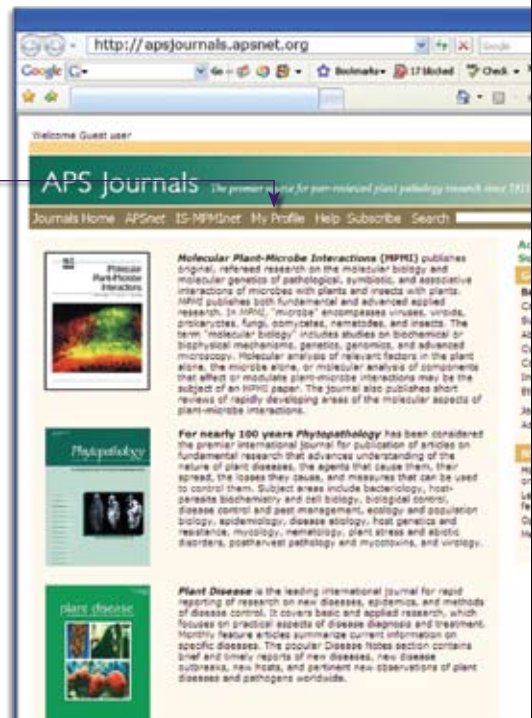 http://apsjournals.apsnet.org
Google
Bookmarks 17 blocked Check
Welcome Guest user
APS Journals The premier source for peer-reviewed plant pathology research since 1911
Journals Home APSnet IS-MPMInet My Profile Help Subscribe Search
Molecular Plant-Microbe Interactions
Molecular Plant-Microbe Interactions (MPMI) publishes
original, refereed research on the molecular biology and
molecular genetics of pathological, symbiotic, and associative
interactions of microbes with plants and insects with plants.
MPMI publishes both fundamental and advanced applied
research. In MPMI, "microbe" encompasses viruses, viroids,
prokaryotes, fungi, oomycetes, nematodes, and insects. The
term "molecular biology" includes studies on biochemical or
biophysical mechanisms, genetics, genomics, and advanced
microscopy. Molecular analysis of relevant factors in the plant
alone, the microbe alone, or molecular analysis of components
that effect or modulate plant-microbe interactions may be the
subject of an MPMI paper. The journal also publishes short
reviews of rapidly developing areas of the molecular aspects of
plant-microbe interactions.
Phytopathology
For nearly 100 years Phytopathology has been considered
the premier international journal for publication of articles on
fundamental research that advances understanding of the
nature of plant diseases, the agents that cause them, their
spread, the losses they cause, and measures that can be used
to control them. Subject areas include bacteriology, host-
parasite biochemistry and cell biology, biological control,
disease control and pest management, ecology and population
biology, epidemiology, disease etiology, host genetics and
resistance, mycology, nematology, plant stress and abiotic
disorders, postharvest pathology and mycotoxins, and virology.
plant disease
Plant Disease is the leading international journal for rapid
reporting of research on new diseases, epidemics, and methods
of disease control. It covers basic and applied research, which
focuses on practical aspects of disease diagnosis and treatment.
Monthly feature articles summarize current information on
specific diseases. The popular Disease Notes section contains
brief and timely reports of new diseases, new disease
outbreaks, new hosts, and pertinent new observations of plant
diseases and pathogens worldwide.